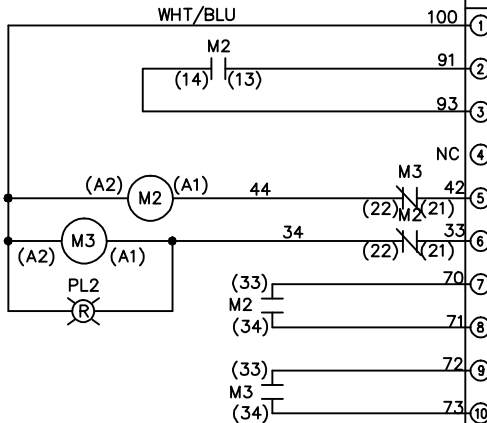 WHT/BLU 100 1
M2
91 2
(14) (13)
93 3
NC 4
M3
(A2) M2 (A1) 44 42 5
(22) (21)
M2
M3 34 33 6
(A2) (A1) (22) (21)
PL2
R
(33) 70 7
M2
(34) 71 8
(33) 72 9
M3
(34) 73 10